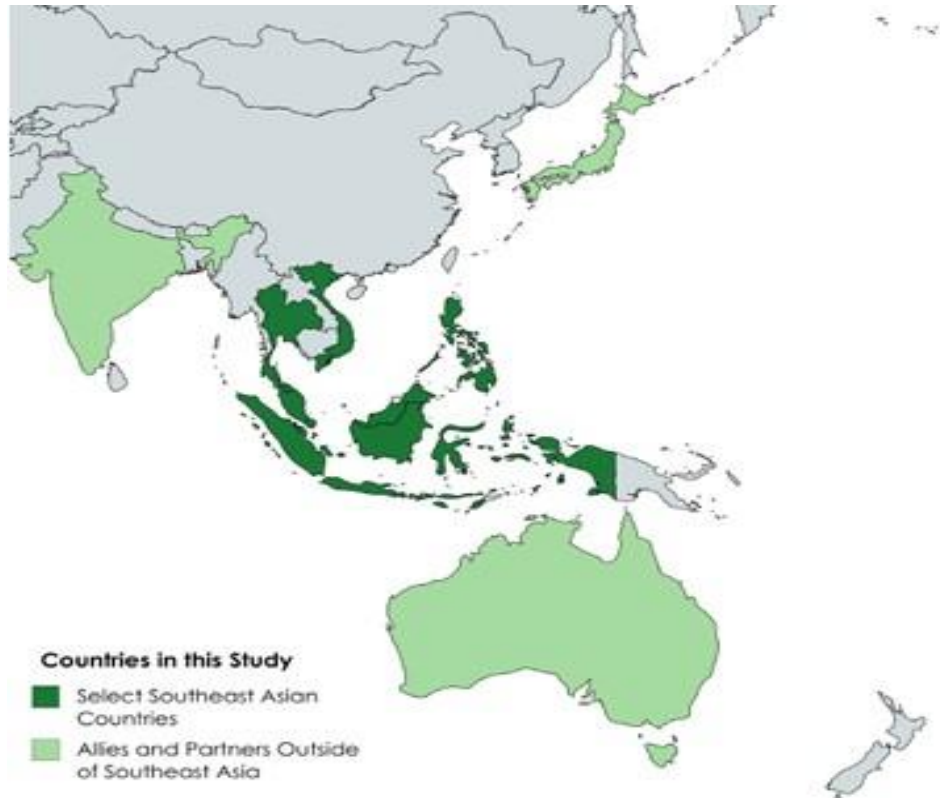 Countries in this Study
Select Southeast Asian
Countries
Allies and Partners Outside
of Southeast Asia